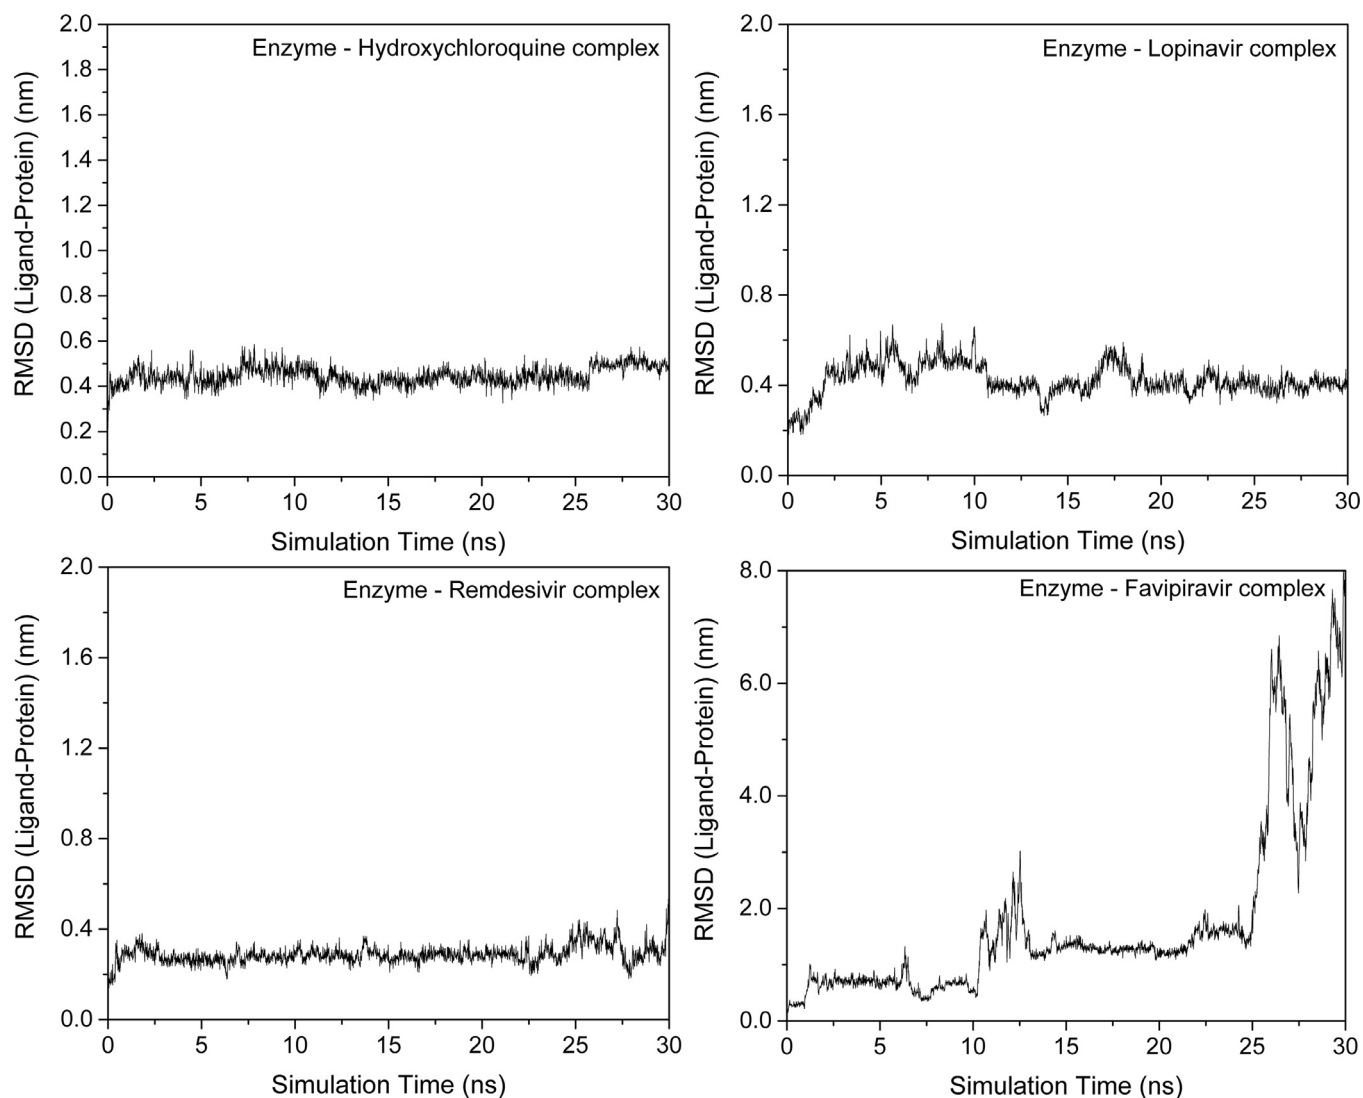 Enzyme - Hydroxychloroquine complex
RMSD (Ligand-Protein) (nm)
2.0
1.8
1.6
1.4
1.2
1.0
0.8
0.6
0.4
0.2
0.0
0 5 10 15 20 25 30
Simulation Time (ns)
Enzyme - Lopinavir complex
RMSD (Ligand-Protein) (nm)
2.0
1.6
1.2
0.8
0.4
0.0
0 5 10 15 20 25 30
Simulation Time (ns)
Enzyme - Remdesivir complex
RMSD (Ligand-Protein) (nm)
2.0
1.6
1.2
0.8
0.4
0.0
0 5 10 15 20 25 30
Simulation Time (ns)
Enzyme - Favipiravir complex
RMSD (Ligand-Protein) (nm)
8.0
6.0
4.0
2.0
0.0
0 5 10 15 20 25 30
Simulation Time (ns)